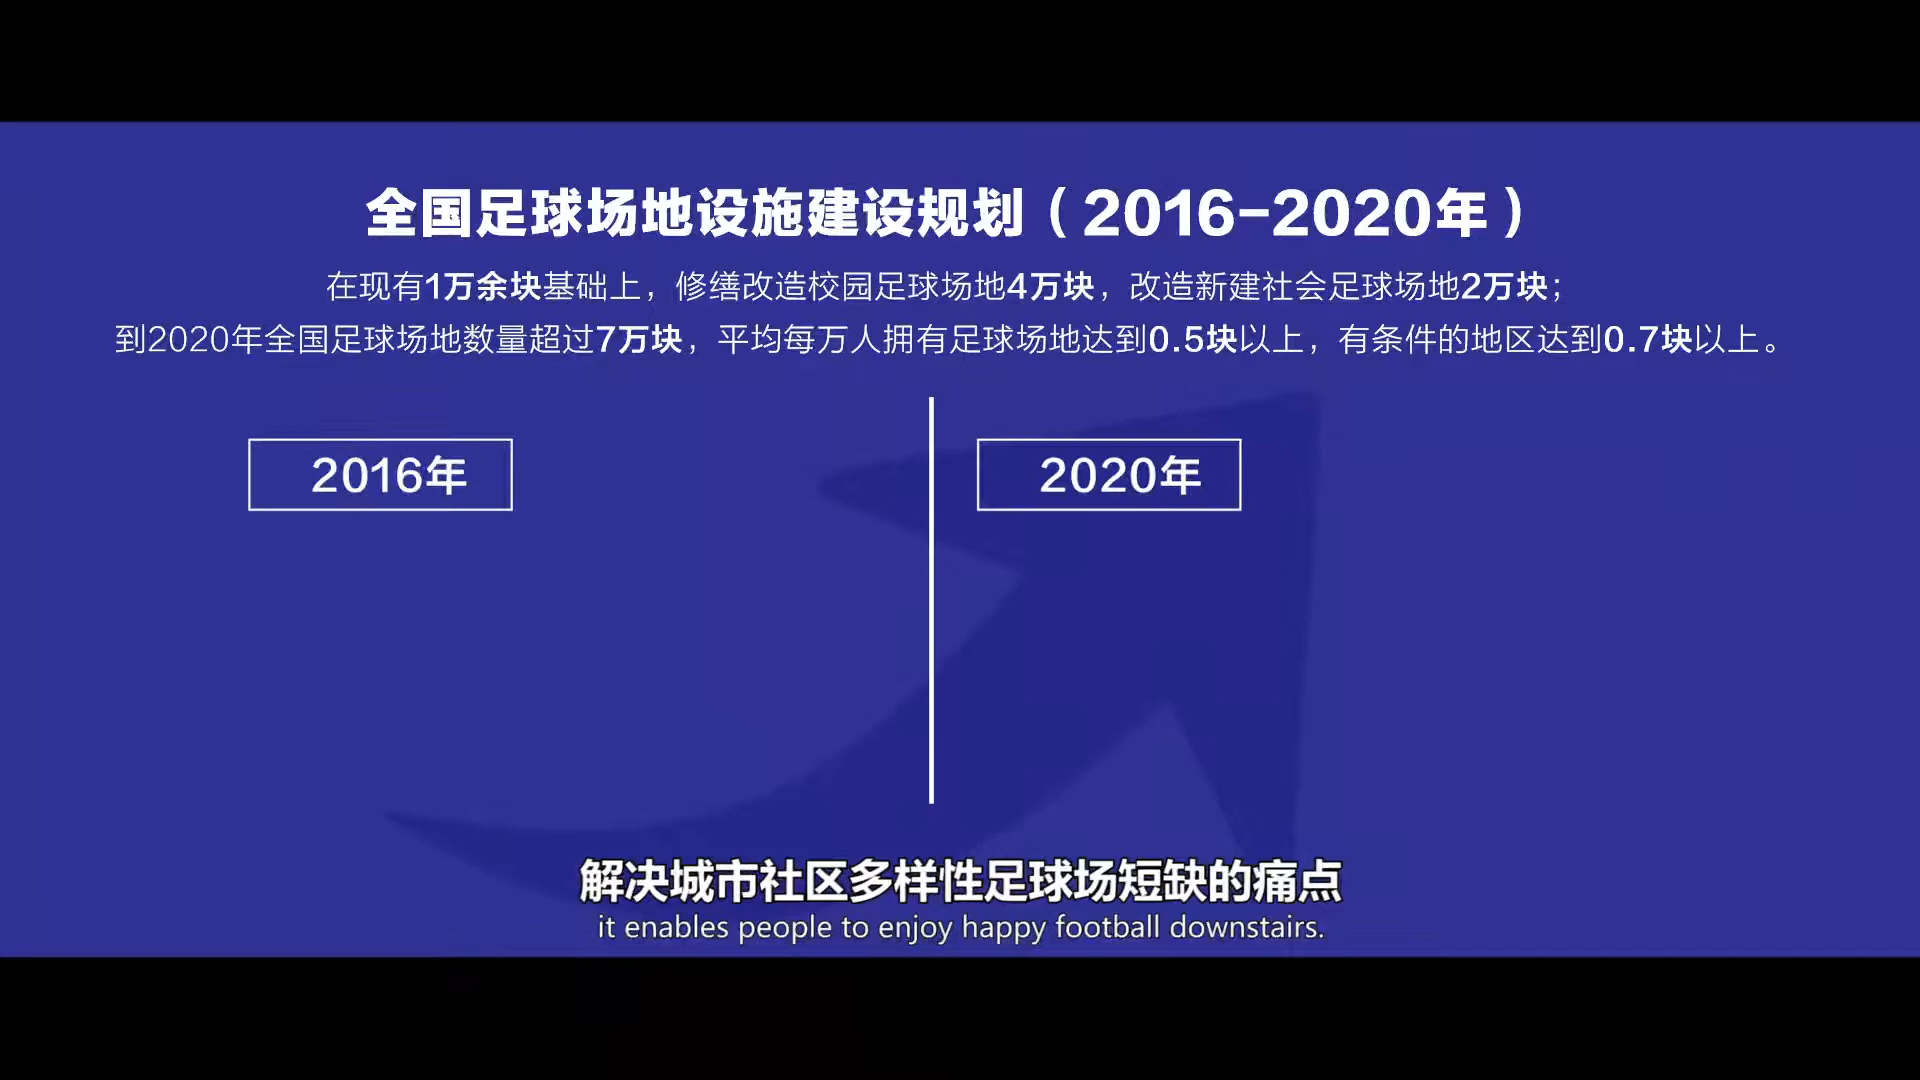 全国足球场地设施建设规划（2016-2020年）
在现有1万余块基础上，修缮改造校园足球场地4万块，改造新建社会足球场地2万块；
到2020年全国足球场地数量超过7万块，平均每万人拥有足球场地达到0.5块以上，有条件的地区达到0.7块以上。
2016年
2020年
解决城市社区多样性足球场短缺的痛点
it enables people to enjoy happy football downstairs.